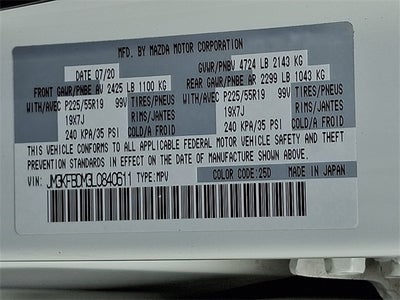 MFD. BY MAZDA MOTOR CORPORATION
DATE 07/20 GVWR/PNBV 4724 LB 2143 KG
FRONT GAWR/PNBE AV 2425 LB 1100 KG REAR GAWR/PNBE AR 2299 LB 1043 KG
WITH/AVEC P225/55R19 99V TIRES/PNEUS WITH/AVEC P225/55R19 99V TIRES/PNEUS
19X7J RIMS/JANTES 19X7J RIMS/JANTES
240 KPA/35 PSI COLD/A FROID 240 KPA/35 PSI COLD/A FROID
THIS VEHICLE CONFORMS TO ALL APPLICABLE FEDERAL MOTOR VEHICLE SAFETY AND THEFT
PREVENTION STANDARDS IN EFFECT ON THE DATE OF MANUFACTURE SHOWN ABOVE.
VIN: JM3KFBDM3L0840611 TYPE:MPV COLOR CODE:25D MADE IN JAPAN